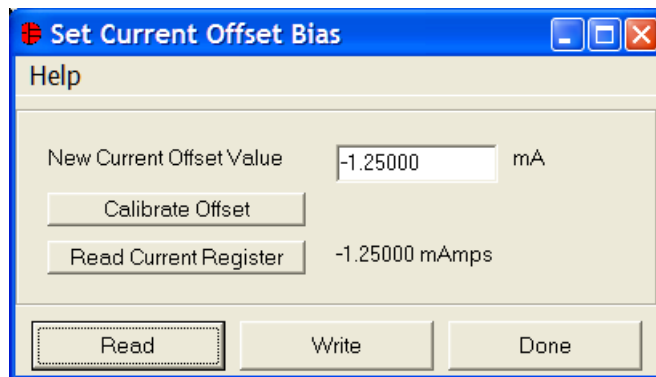 Set Current Offset Bias
Help
New Current Offset Value -1.25000 mA
Calibrate Offset
Read Current Register -1.25000 mAmps
Read Write Done